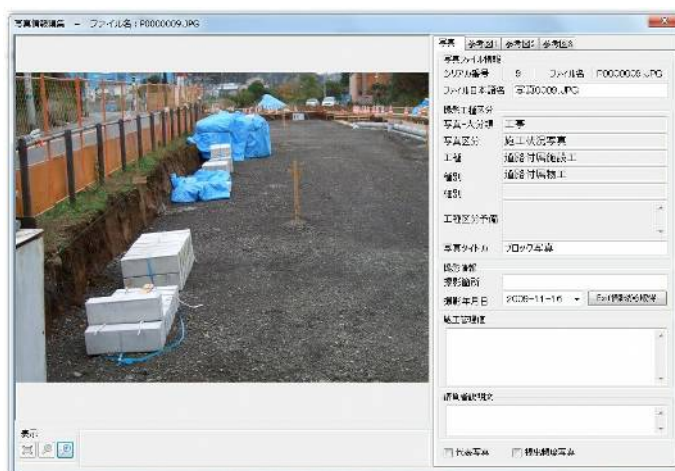 写真情報編集 － ファイル名：P0000009.JPG
写真 参考図1 参考図2 参考図3
写真ファイル情報
シリアル番号 9 ファイル名 P0000009.JPG
ファイル日本語名 写真0009.JPG
撮影工種区分
写真-大分類 工事
写真区分 施工状況写真
工種 道路付属施設工
種別 道路付属物工
細別
工種区分予備
写真タイトル ブロック写真
撮影情報
撮影箇所
撮影年月日 2009-11-16
施工管理値
請負者説明文
表示
代表写真 提出頻度写真